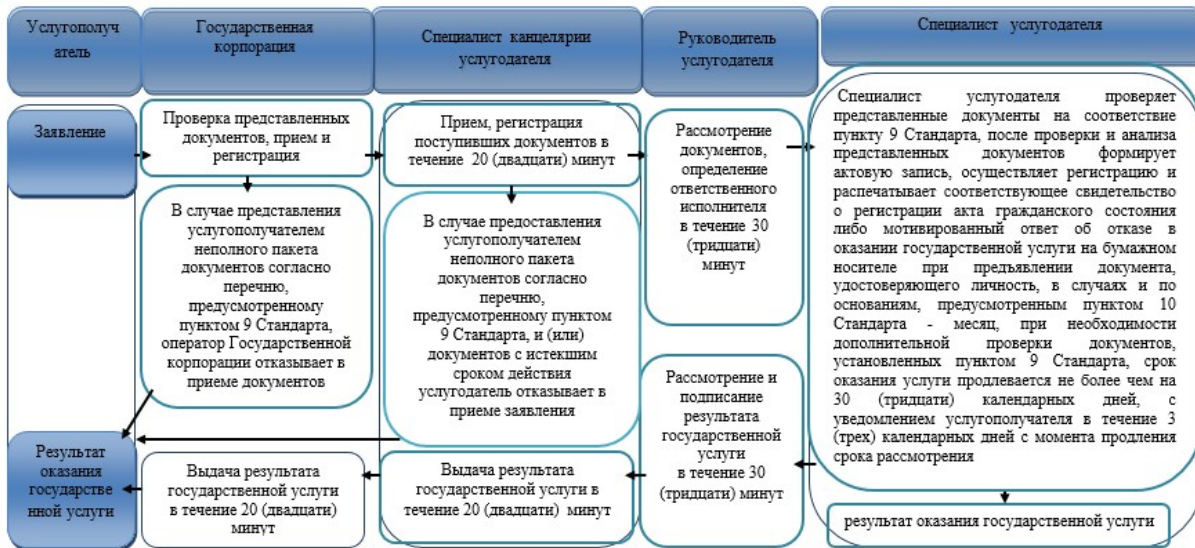 Услугополуч
атель
Государственная
корпорация
Специалист канцелярии
услугодателя
Руководитель
услугодателя
Специалист услугодателя
Заявление
Проверка представленных
документов, прием и
регистрация
Прием, регистрация
поступивших документов в
течение 20 (двадцати) минут
Рассмотрение
документов,
определение
ответственного
исполнителя
в течение 30
(тридцати)
минут
Специалист услугодателя проверяет
представленные документы на соответствие
пункту 9 Стандарта, после проверки и анализа
представленных документов формирует
актовую запись, осуществляет регистрацию и
распечатывает соответствующее свидетельство
о регистрации акта гражданского состояния
либо мотивированный ответ об отказе в
оказании государственной услуги на бумажном
носителе при предъявлении документа,
удостоверяющего личность, в случаях и по
основаниям, предусмотренным пунктом 10
Стандарта - месяц, при необходимости
дополнительной проверки документов,
установленных пунктом 9 Стандарта, срок
оказания услуги продлевается не более чем на
30 (тридцати) календарных дней, с
уведомлением услугополучателя в течение 3
(трех) календарных дней с момента продления
срока рассмотрения
В случае представления
услугополучателем
неполного пакета
документов согласно
перечню,
предусмотренному
пунктом 9 Стандарта,
оператор Государственной
корпорации отказывает в
приеме документов
В случае предоставления
услугополучателем
неполного пакета
документов согласно
перечню,
предусмотренному пунктом
9 Стандарта, и (или)
документов с истекшим
сроком действия
услугодатель отказывает в
приеме заявления
Рассмотрение и
подписание
результата
государственной
услуги
в течение 30
(тридцати) минут
Результат
оказания
государстве
нной услуги
Выдача результата
государственной услуги
в течение 20 (двадцати)
минут
Выдача результата
государственной услуги в
течение 20 (двадцати) минут
результат оказания государственной услуги